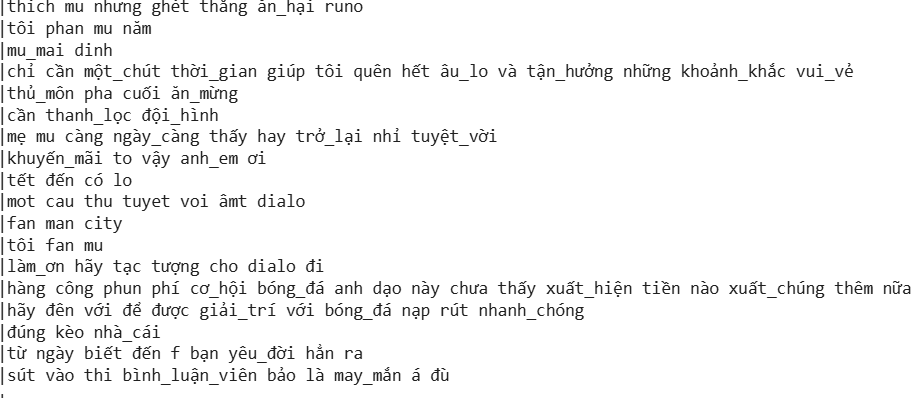 |thích mu nhưng ghét thằng ăn_hại runo
|tôi phan mu năm
|mu_mai dinh
|chỉ cần một_chút thời_gian giúp tôi quên hết âu_lo và tận_hưởng những khoảnh_khắc vui_vẻ
|thủ_môn pha cuối ăn_mừng
|cần thanh_lọc đội_hình
|mẹ mu càng ngày_càng thấy hay trở_lại nhỉ tuyệt_vời
|khuyến_mãi to vậy anh_em ơi
|tết đến có lo
|mot cau thu tuyet voi âmt dialo
|fan man city
|tôi fan mu
|làm_ơn hãy tạc tượng cho dialo đi
|hàng công phun phí cơ_hội bóng_đá anh dạo này chưa thấy xuất_hiện tiền nào xuất_chúng thêm nữa
|hãy đên với để được giải_trí với bóng_đá nạp rút nhanh_chóng
|đúng kèo nhà_cái
|từ ngày biết đến f bạn yêu_đời hẳn ra
|sút vào thi bình_luận_viên bảo là may_mắn á đù